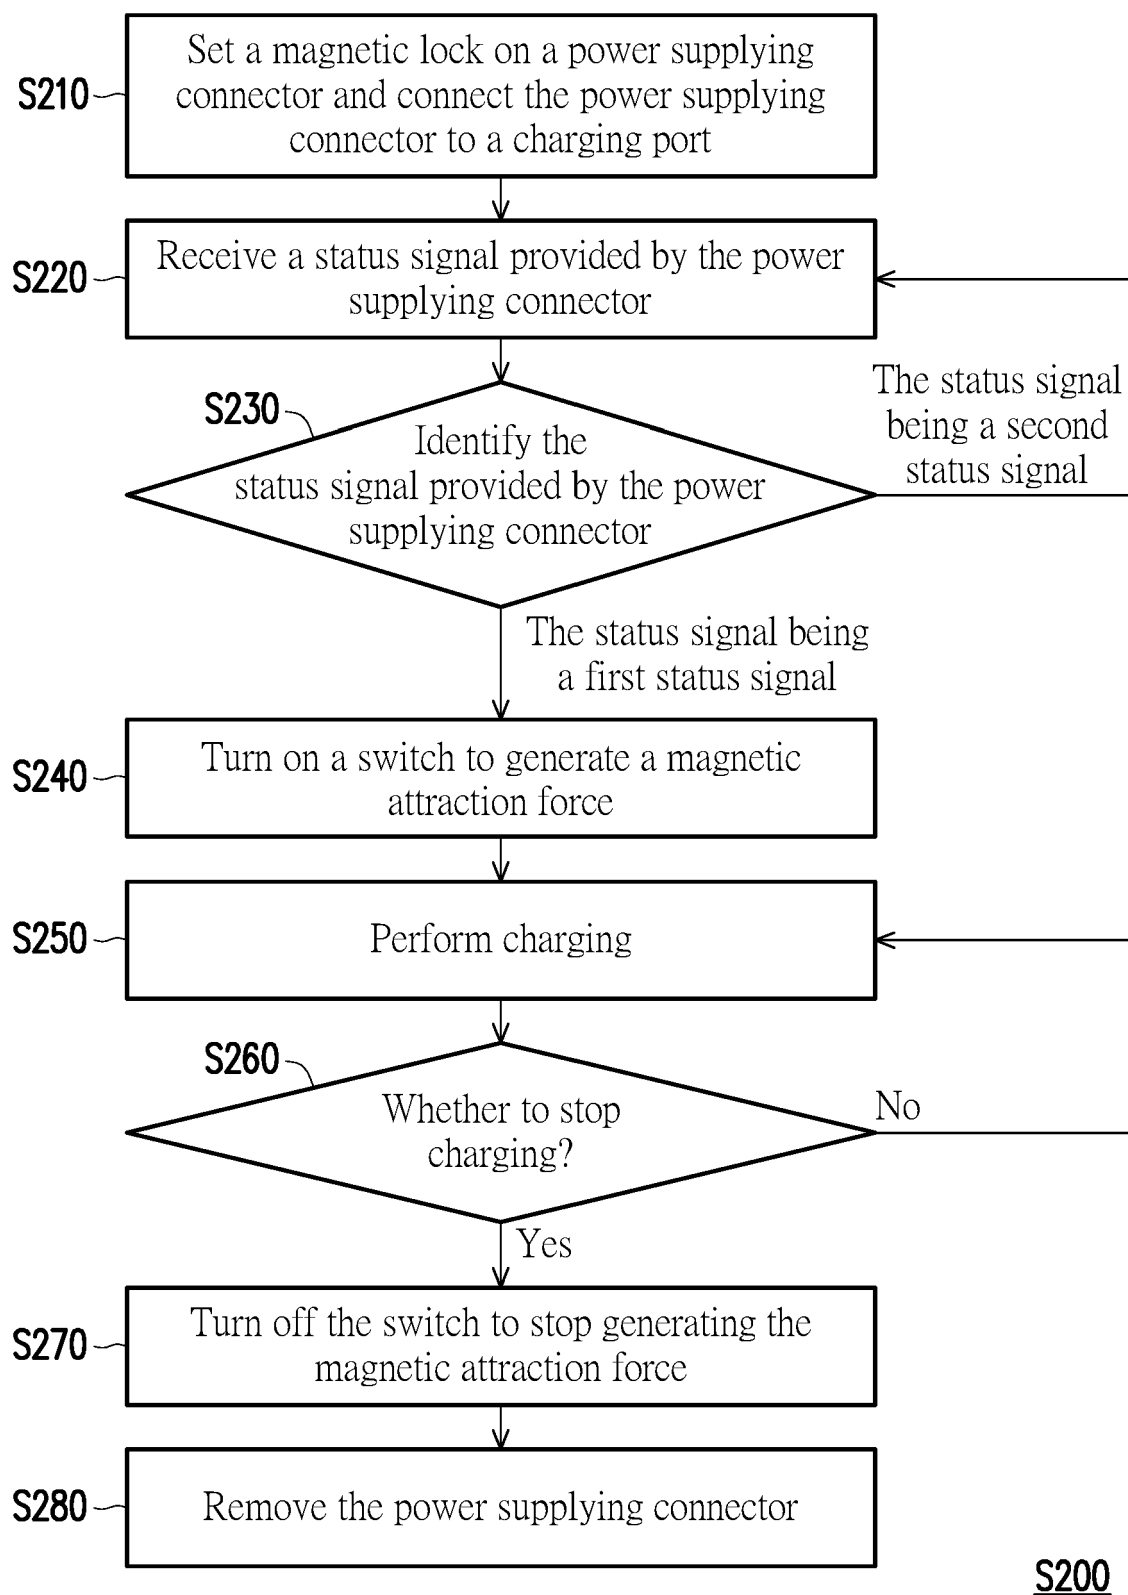 Set a magnetic lock on a power supplying
S210
connector and connect the power supplying
connector to a charging port
Receive a status signal provided by the power
S220
supplying connector
The status signal
being a second
status signal
S230
Identify the
status signal provided by the power
supplying connector
The status signal being
a first status signal
S240
Turn on a switch to generate a magnetic
attraction force
S250
Perform charging
S260
Whether to stop
charging?
No
Yes
S270
Turn off the switch to stop generating the
magnetic attraction force
S280
Remove the power supplying connector
S200